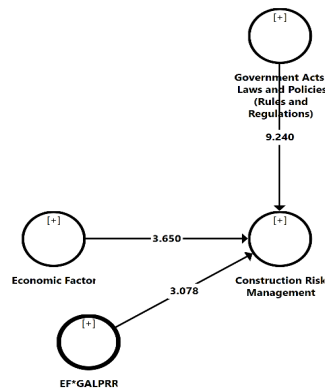 [+]
Government Acts
Laws and Policies
(Rules and
Regulations)
9.240
[+]
[+]
3.650
Economic Factor
Construction Risk
Management
3.078
[+]
EF*GALPRR